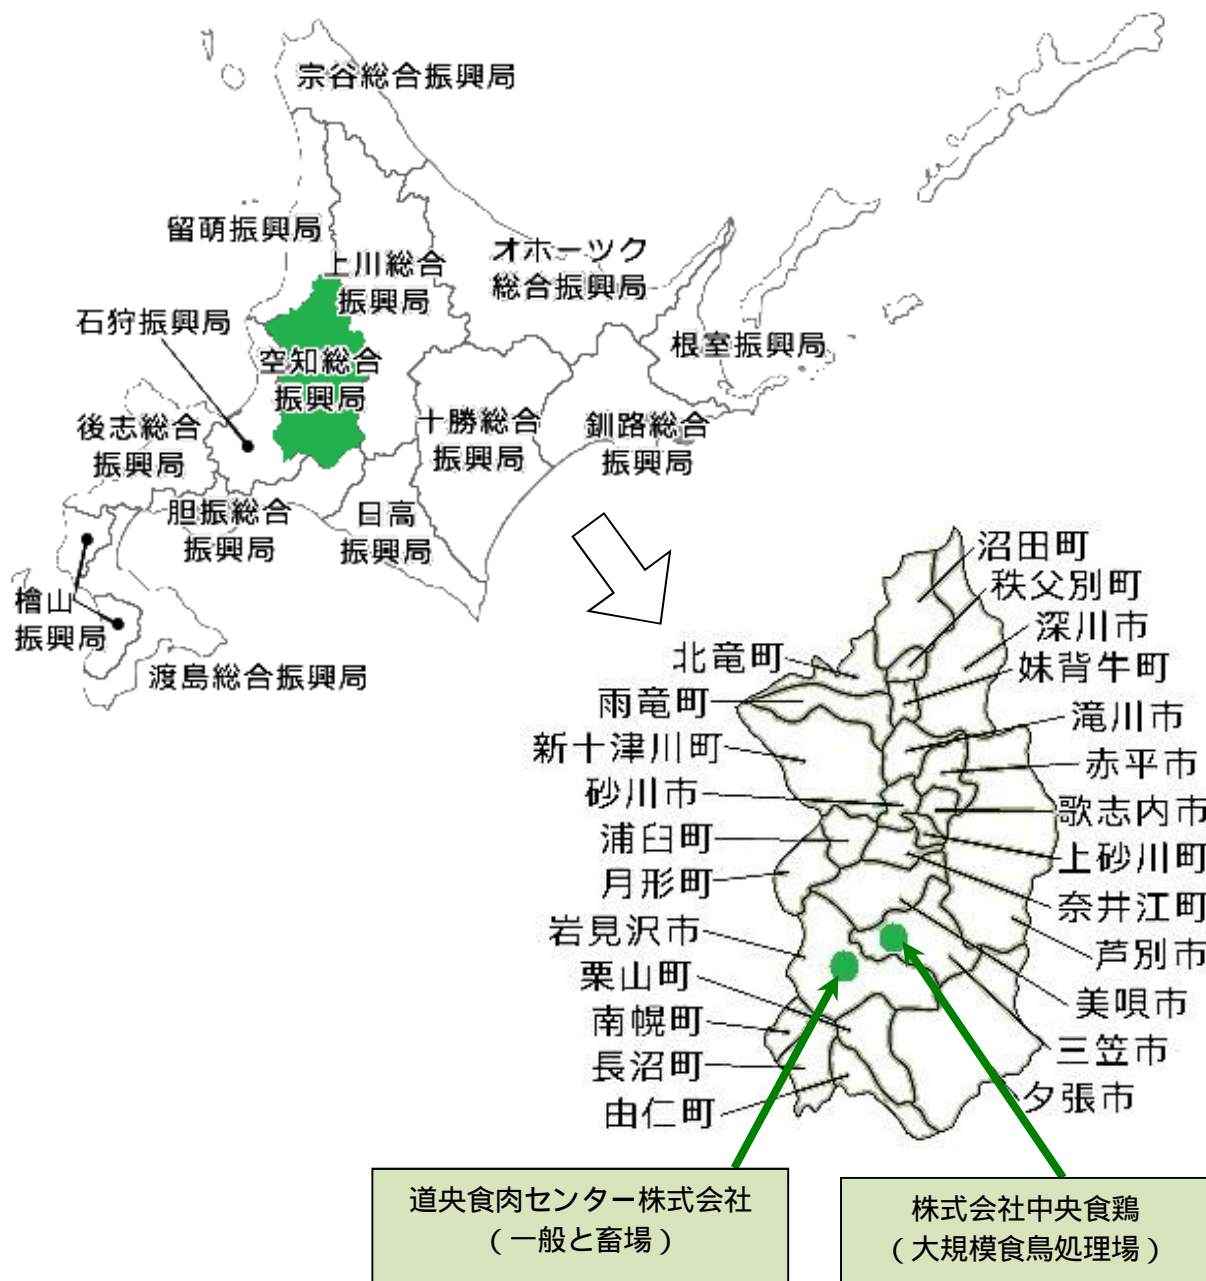 宗谷総合振興局
留萌振興局
上川総合
振興局
オホーツク
総合振興局
石狩振興局
空知総合
振興局
根室振興局
後志総合
振興局
十勝総合
振興局
釧路総合
振興局
胆振総合
振興局
日高
振興局
檜山
振興局
渡島総合振興局
沼田町
秩父別町
深川市
北竜町
妹背牛町
雨竜町
滝川市
新十津川町
赤平市
砂川市
歌志内市
浦臼町
上砂川町
月形町
奈井江町
岩見沢市
芦別市
栗山町
美唄市
南幌町
三笠市
長沼町
夕張市
由仁町
道央食肉センター株式会社
（一般と畜場）
株式会社中央食鶏
（大規模食鳥処理場）